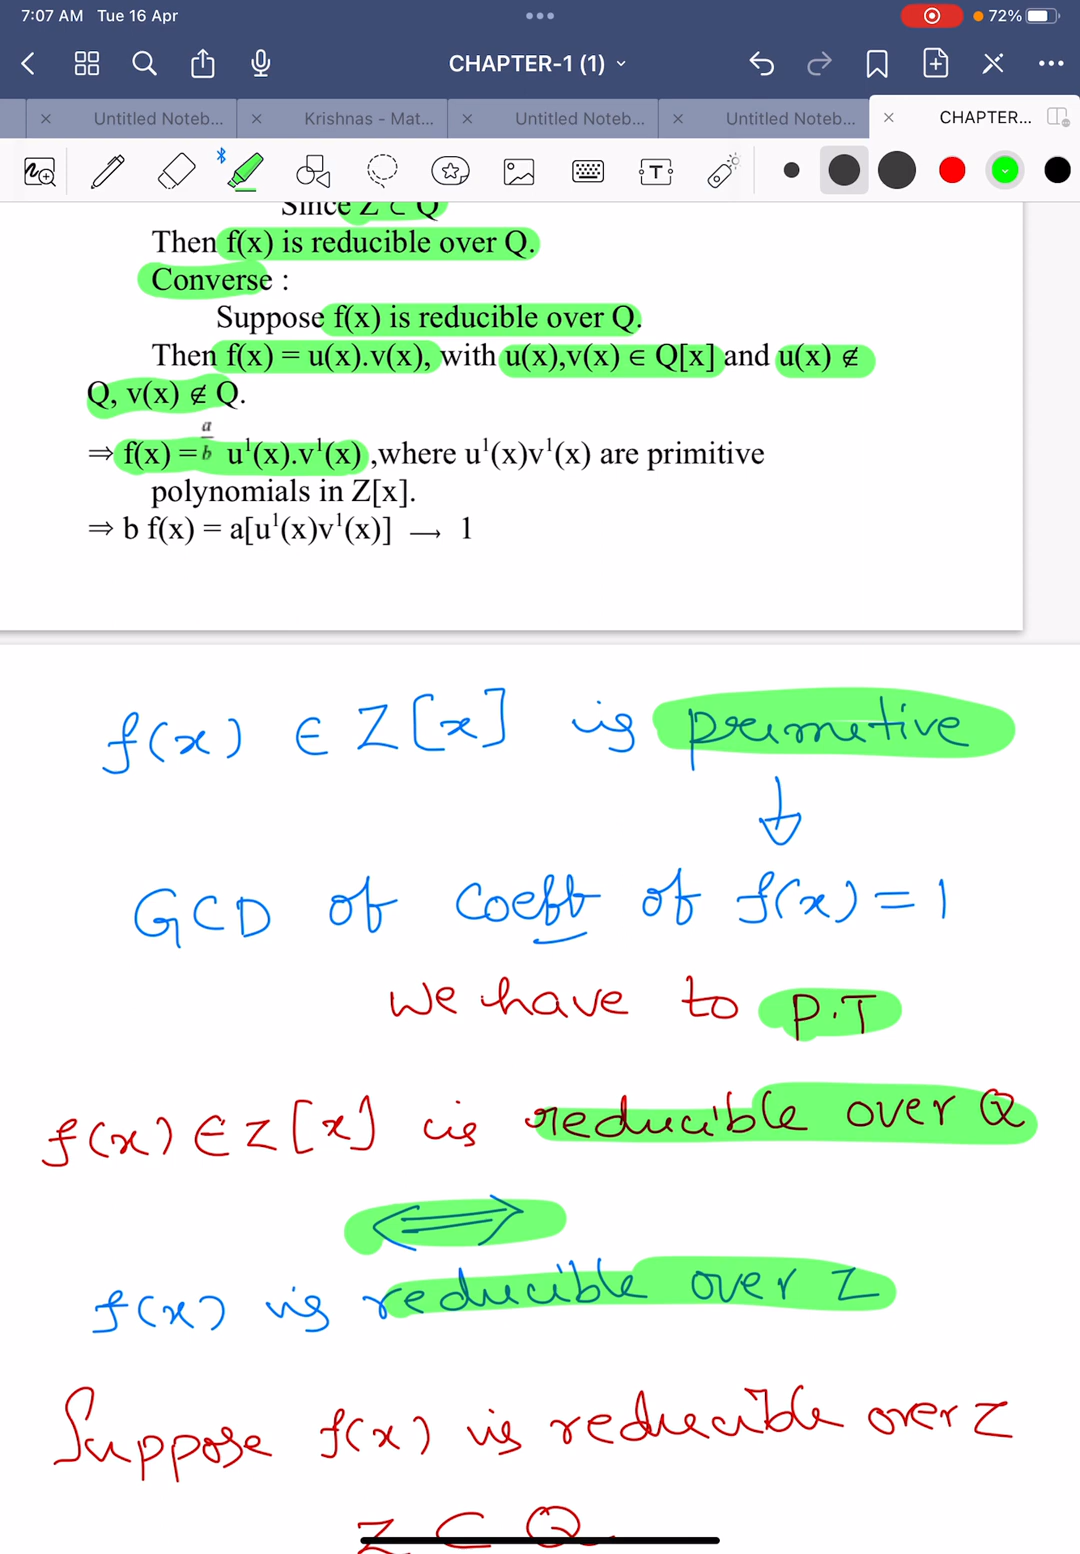 7:07 AM Tue 16 Apr
72%
CHAPTER-1 (1)
Untitled Noteb... Krishnas - Mat... Untitled Noteb... Untitled Noteb... CHAPTER...
T
Since Z ⊂ Q
Then f(x) is reducible over Q.
Converse :
Suppose f(x) is reducible over Q.
Then f(x) = u(x).v(x), with u(x),v(x) ∈ Q[x] and u(x) ∉
Q, v(x) ∉ Q.
⇒ f(x) = a/b u¹(x).v¹(x) ,where u¹(x)v¹(x) are primitive
polynomials in Z[x].
⇒ b f(x) = a[u¹(x)v¹(x)] → 1
f(x) ∈ Z[x] is primetive
↓
GCD of Coeff of f(x) = 1
We have to P.T
f(x) ∈ Z[x] is reducible over Q
⟺
f(x) is reducible over Z
Suppose f(x) is reducible over Z
Z ⊂ Q